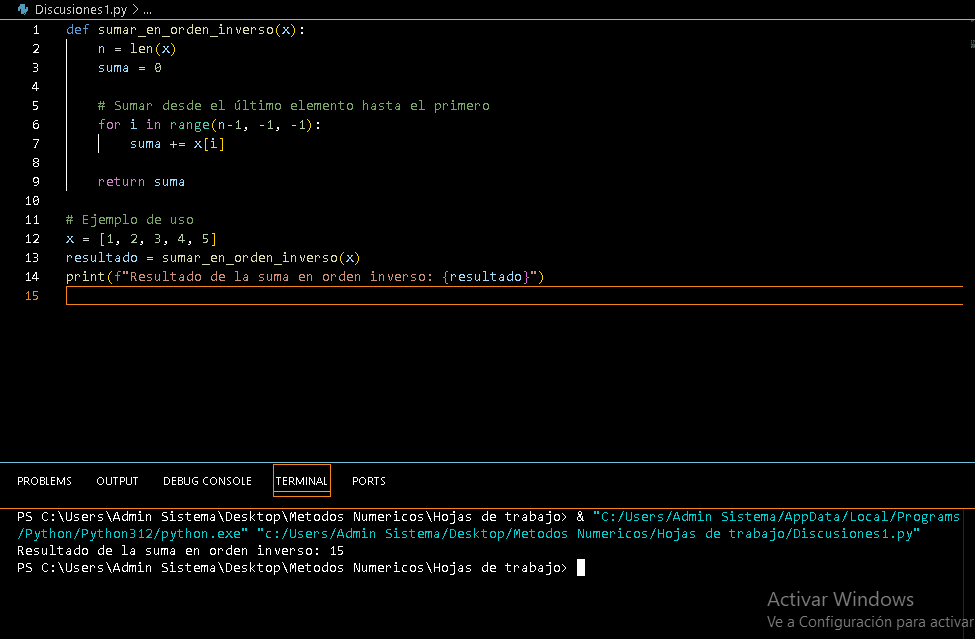 Discusiones1.py > ...
1 def sumar_en_orden_inverso(x):
2     n = len(x)
3     suma = 0
4
5     # Sumar desde el último elemento hasta el primero
6     for i in range(n-1, -1, -1):
7         suma += x[i]
8
9     return suma
10
11 # Ejemplo de uso
12 x = [1, 2, 3, 4, 5]
13 resultado = sumar_en_orden_inverso(x)
14 print(f"Resultado de la suma en orden inverso: {resultado}")
15
PROBLEMS OUTPUT DEBUG CONSOLE TERMINAL PORTS
PS C:\Users\Admin Sistema\Desktop\Metodos Numericos\Hojas de trabajo> & "C:/Users/Admin Sistema/AppData/Local/Programs
/Python/Python312/python.exe" "c:/Users/Admin Sistema/Desktop/Metodos Numericos/Hojas de trabajo/Discusiones1.py"
Resultado de la suma en orden inverso: 15
PS C:\Users\Admin Sistema\Desktop\Metodos Numericos\Hojas de trabajo>
Activar Windows
Ve a Configuración para activar